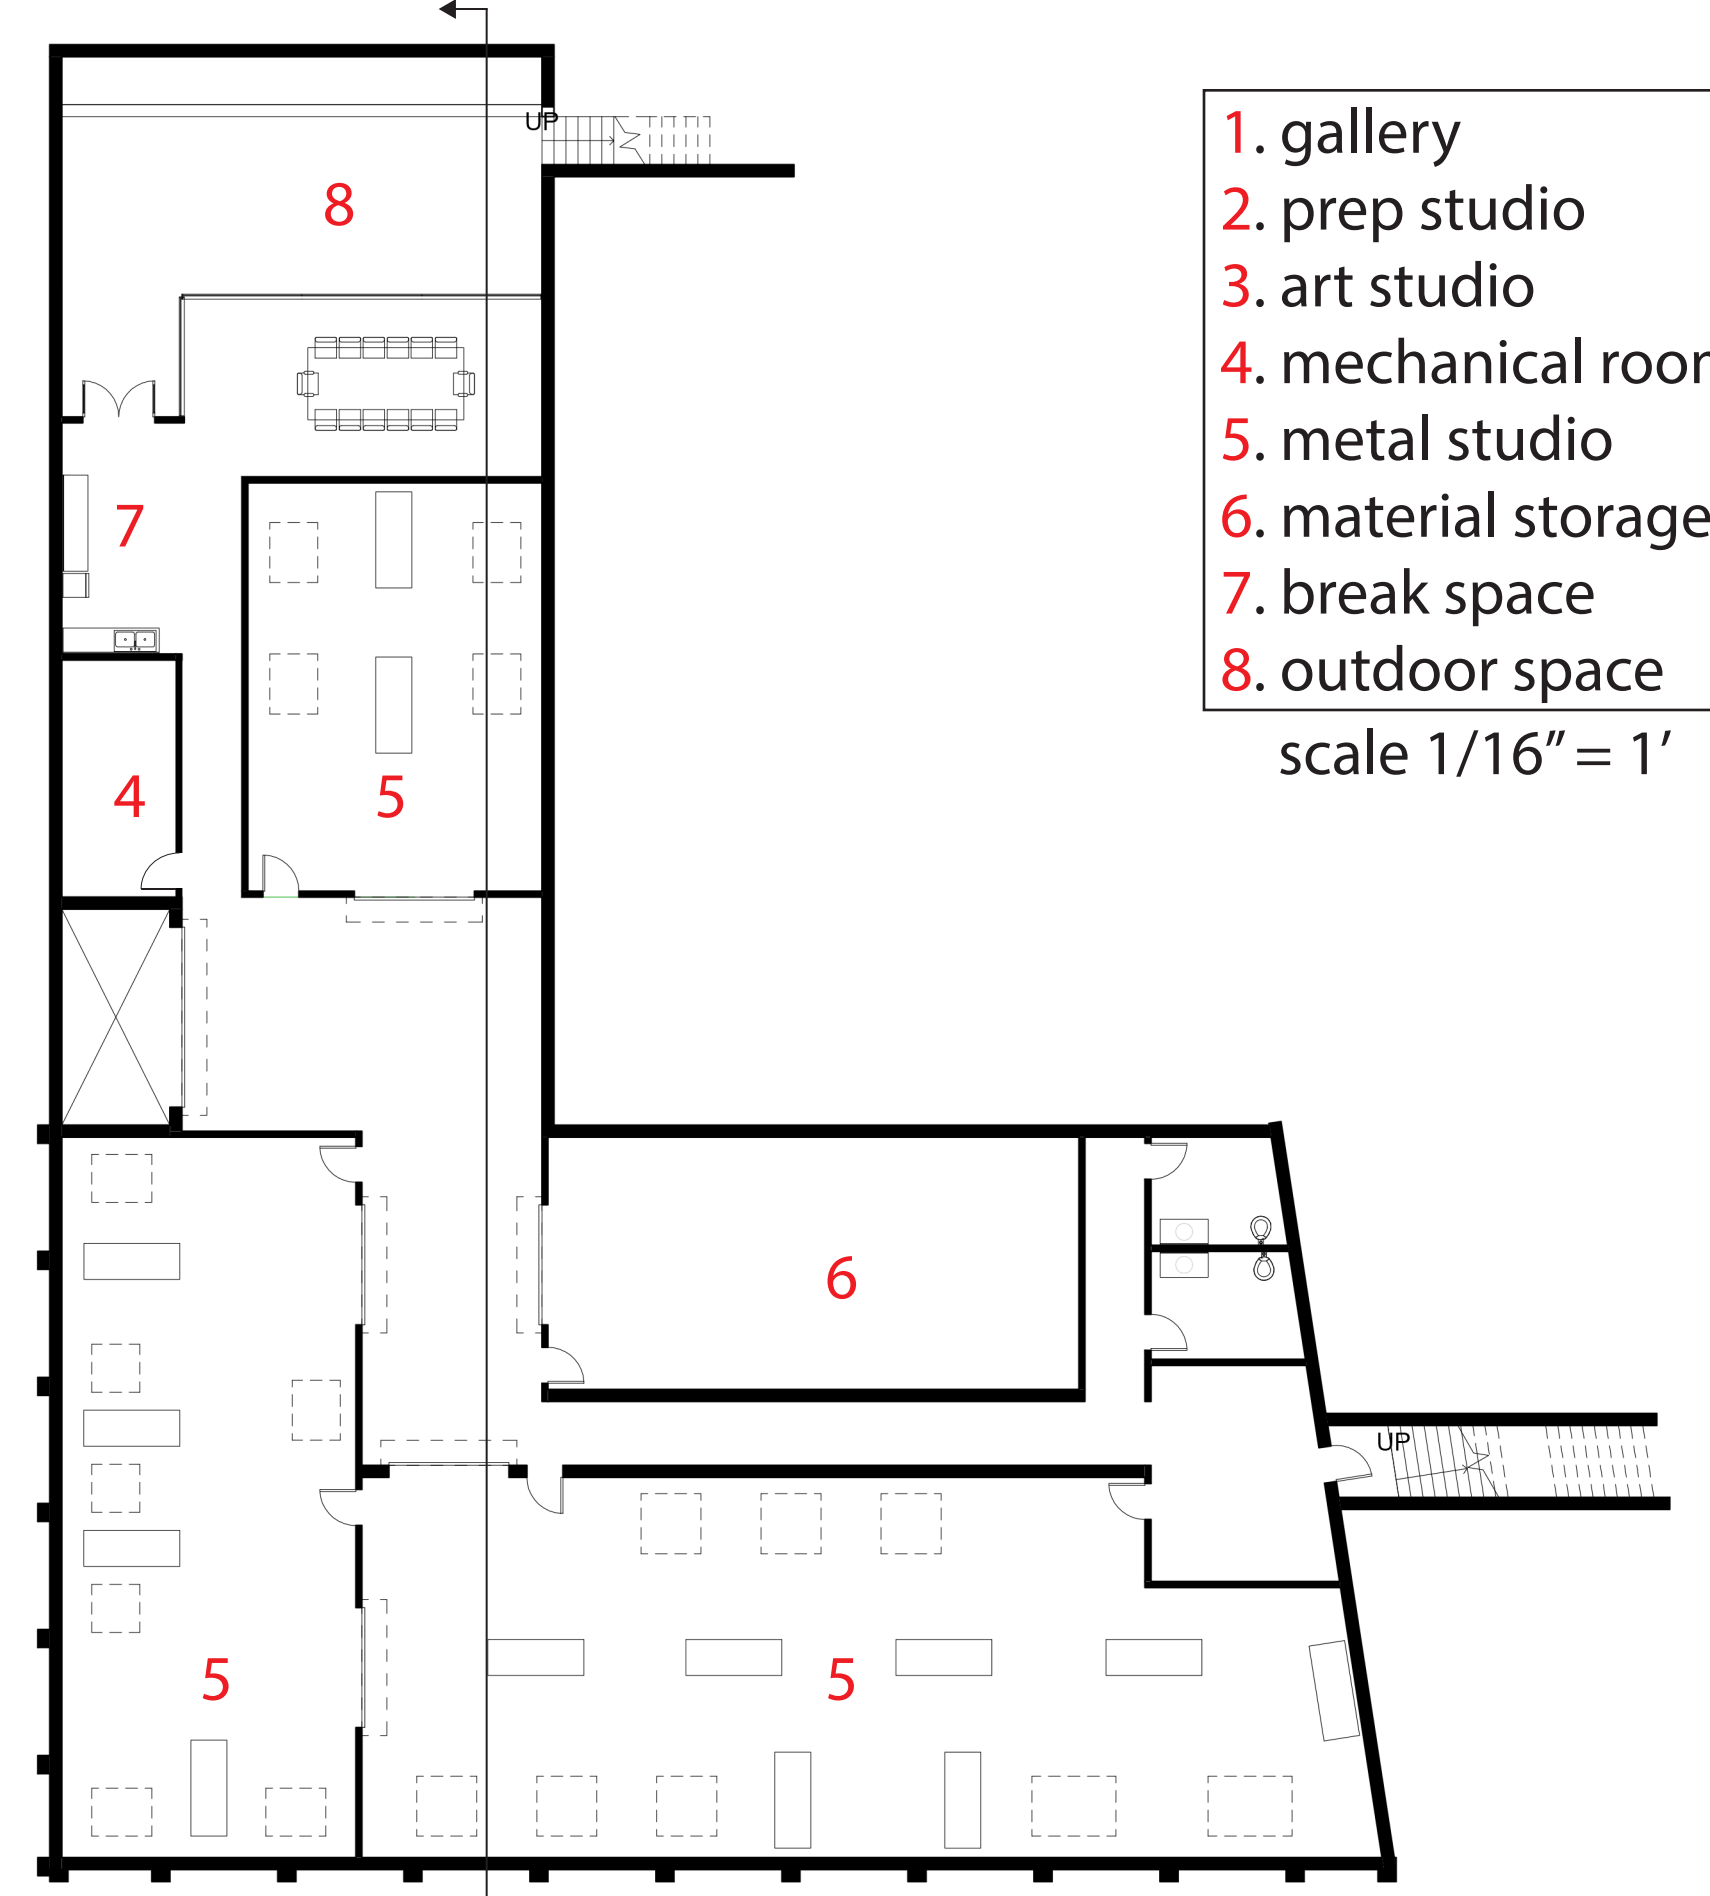 UP
8
7
5
4
6
UP
5
5
1. gallery
2. prep studio
3. art studio
4. mechanical roo
5. metal studio
6. material storage
7. break space
8. outdoor space
scale 1/16” = 1’